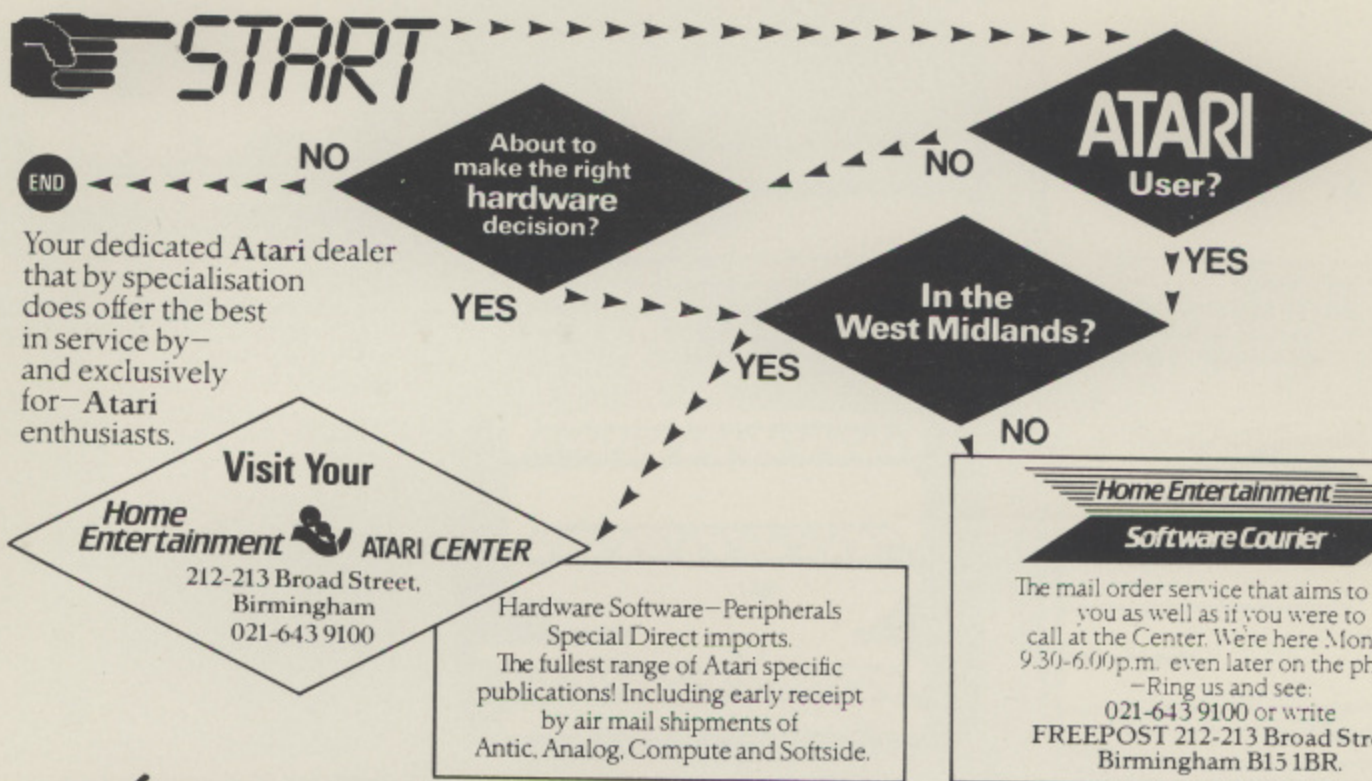 START
ATARI
User?
NO
YES
About to
make the right
hardware
decision?
NO
END
YES
In the
West Midlands?
YES
NO
Your dedicated Atari dealer
that by specialisation
does offer the best
in service by—
and exclusively
for—Atari
enthusiasts.
Visit Your
Home
Entertainment ATARI CENTER
212-213 Broad Street,
Birmingham
021-643 9100
Hardware Software—Peripherals
Special Direct imports.
The fullest range of Atari specific
publications! Including early receipt
by air mail shipments of
Antic, Analog, Compute and Softside.
Home Entertainment
Software Courier
The mail order service that aims to
you as well as if you were to
call at the Center. We're here Mon
9.30-6.00p.m. even later on the ph
—Ring us and see:
021-643 9100 or write
FREEPOST 212-213 Broad Stre
Birmingham B15 1BR.